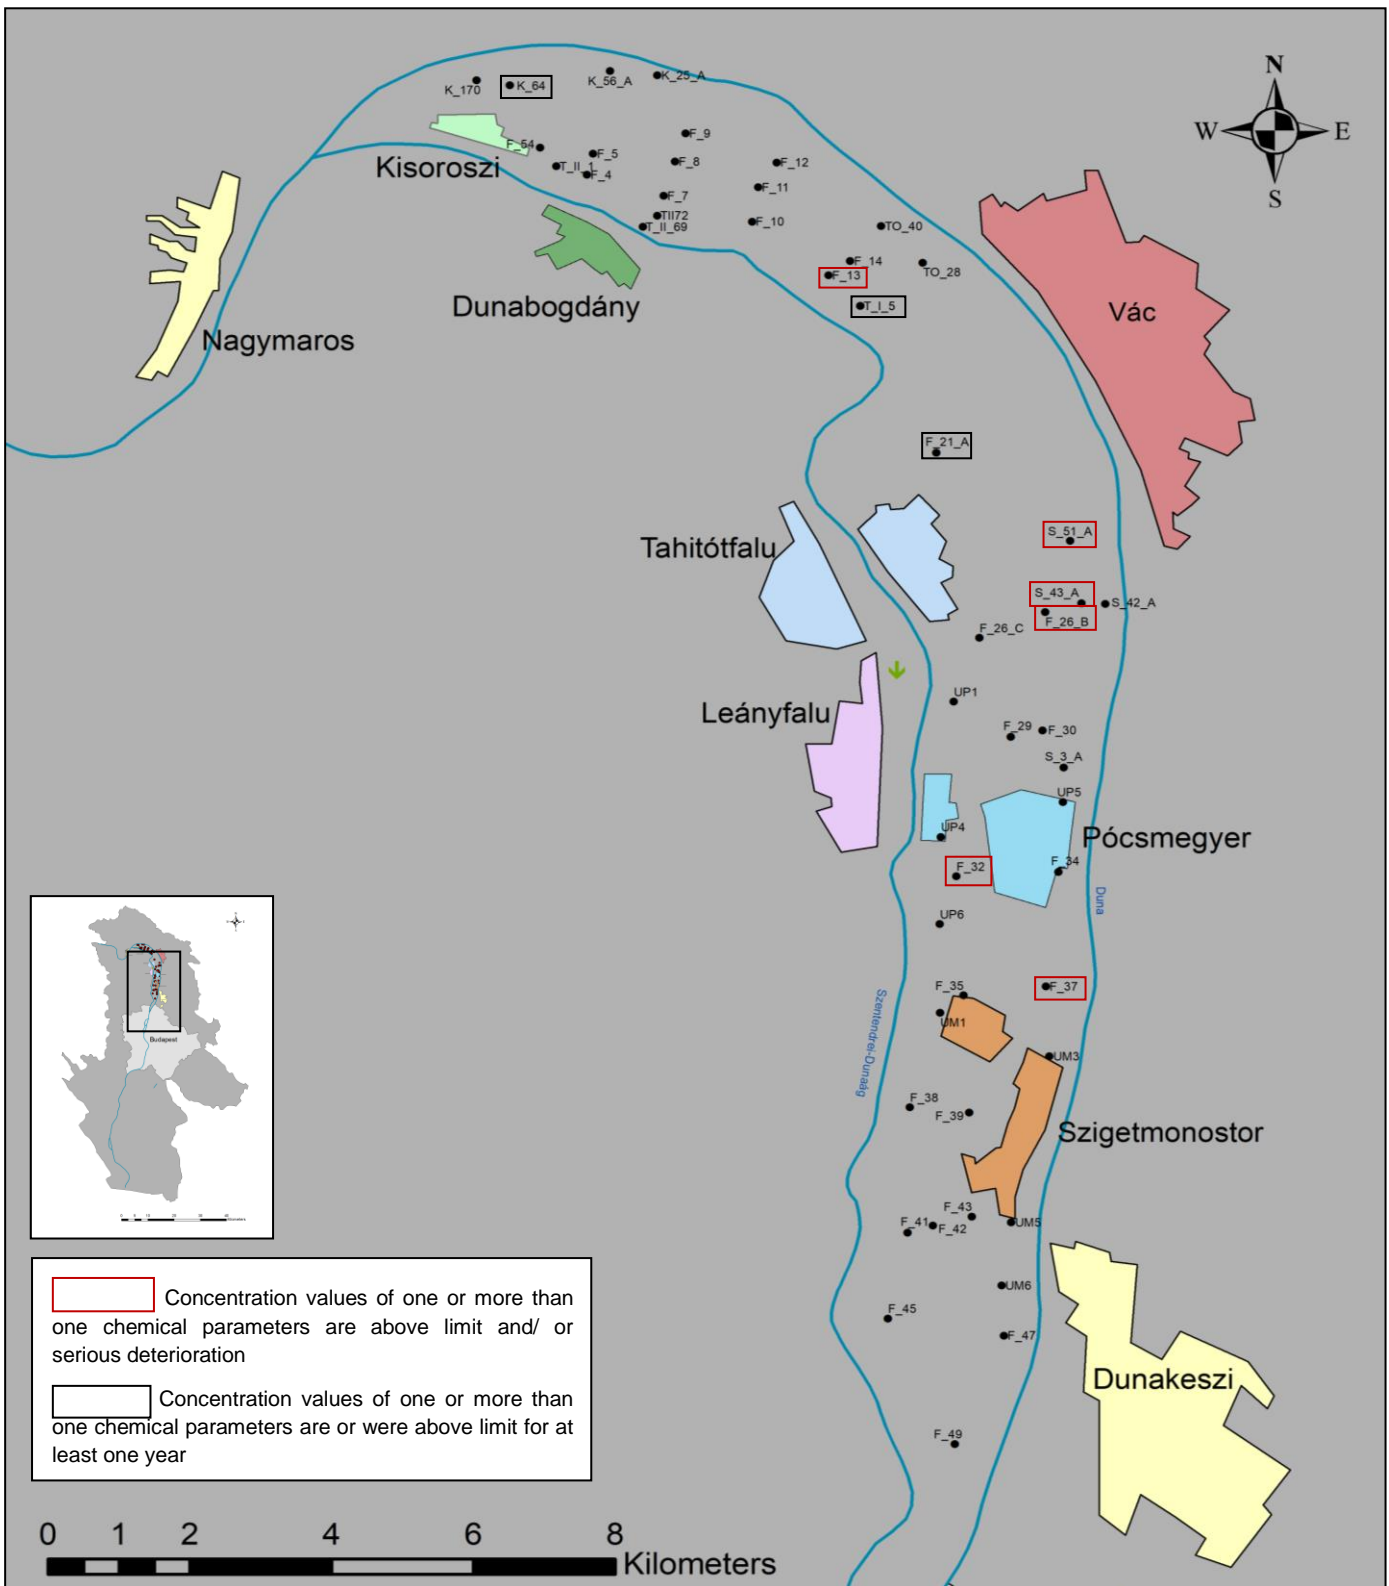 N
W
E
S
K_170
K_64
K_56_A
K_25_A
F_9
F_54
F_5
F_8
F_12
Kisoroszi
T_II_1
F_4
F_11
F_7
TII72
T_II_69
F_10
TO_40
F_14
TO_28
F_13
Dunabogdány
T_I_5
Vác
Nagymaros
F_21_A
S_51_A
Tahitótfalu
S_43_A
S_42_A
F_26_B
F_26_C
UP1
Leányfalu
F_29
F_30
S_3_A
UP5
UP4
Pócsmegyer
F_32
F_34
Duna
UP6
F_37
F_35
Szentendrei-Dunaág
UM1
UM3
F_38
F_39
Szigetmonostor
F_43
F_41
F_42
UM5
UM6
F_45
F_47
Dunakeszi
F_49
Budapest
Concentration values of one or more than
one chemical parameters are above limit and/ or
serious deterioration
Concentration values of one or more than
one chemical parameters are or were above limit for at
least one year
0 1 2 4 6 8
Kilometers